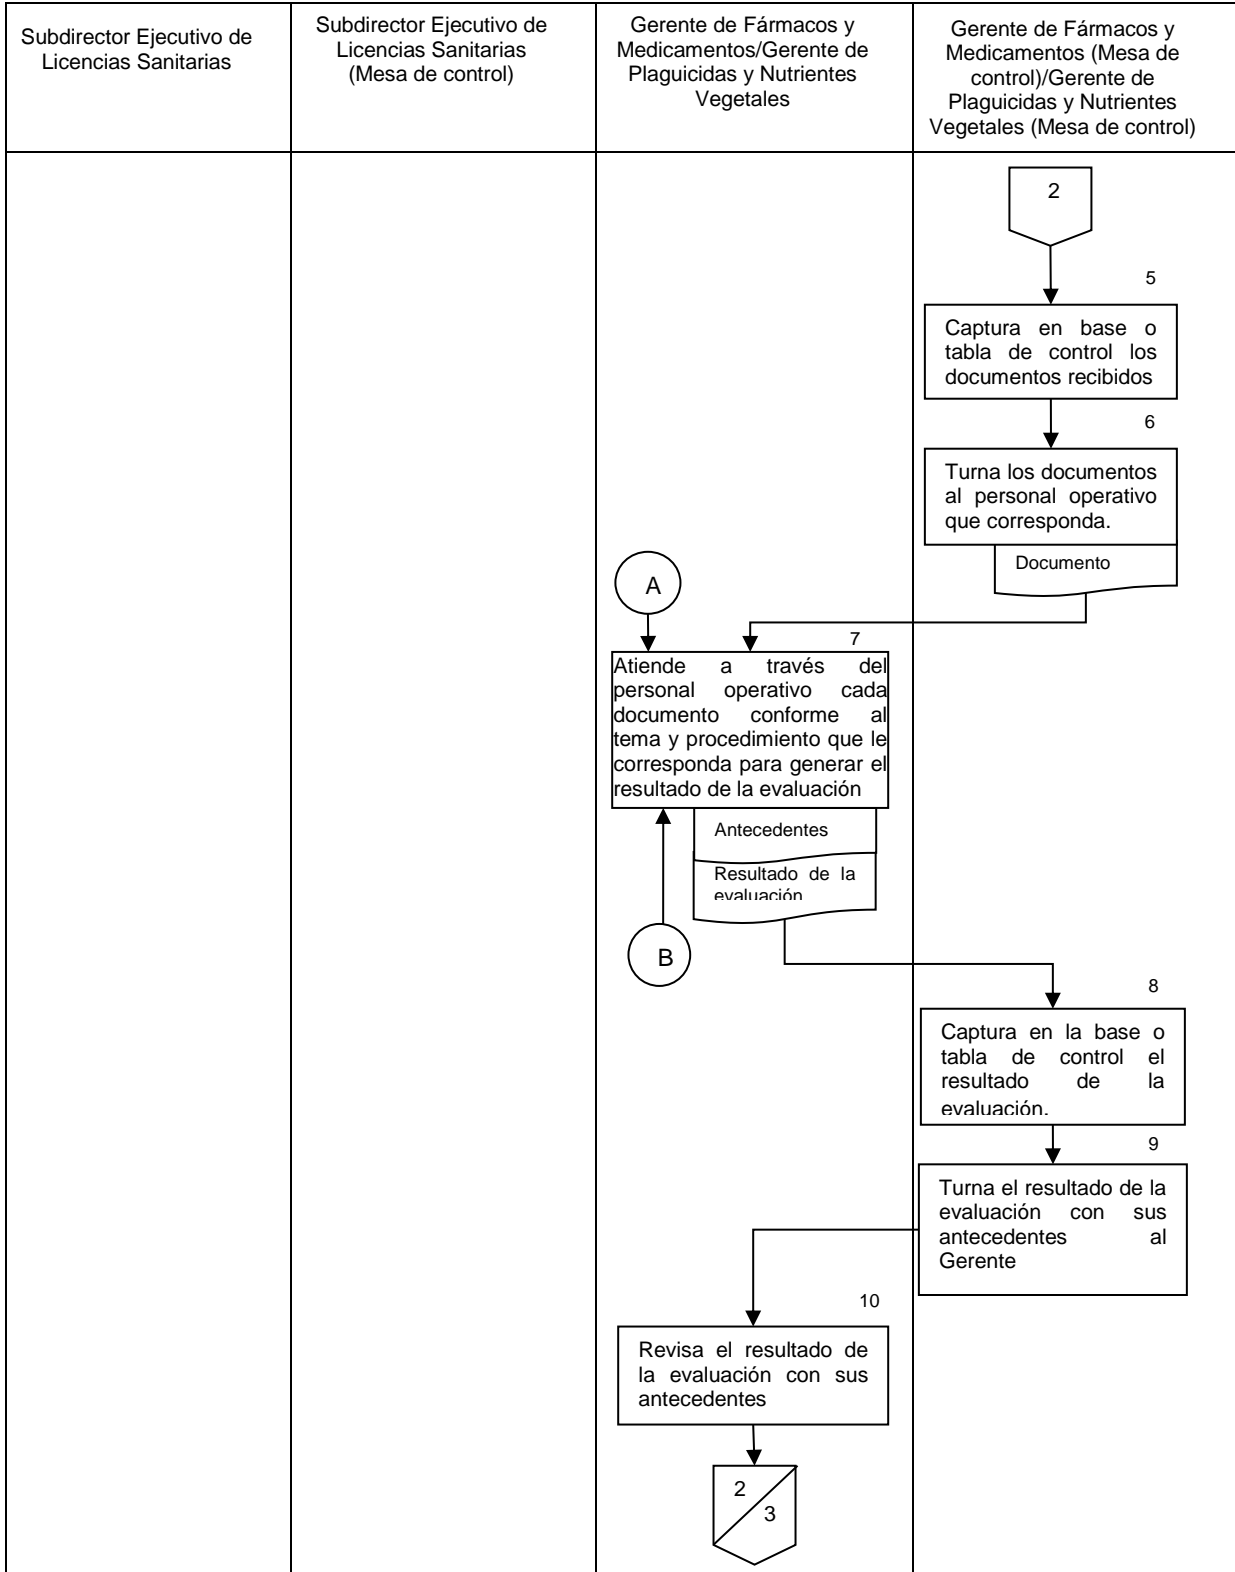 Subdirector Ejecutivo de
Licencias Sanitarias
Subdirector Ejecutivo de
Licencias Sanitarias
(Mesa de control)
Gerente de Fármacos y
Medicamentos/Gerente de
Plaguicidas y Nutrientes
Vegetales
Gerente de Fármacos y
Medicamentos (Mesa de
control)/Gerente de
Plaguicidas y Nutrientes
Vegetales (Mesa de control)
2
5
Captura en base o
tabla de control los
documentos recibidos
6
Turna los documentos
al personal operativo
que corresponda.
Documento
A
7
Atiende a través del
personal operativo cada
documento conforme al
tema y procedimiento que le
corresponda para generar el
resultado de la evaluación
Antecedentes
Resultado de la
evaluación
B
8
Captura en la base o
tabla de control el
resultado de la
evaluación.
9
Turna el resultado de la
evaluación con sus
antecedentes al
Gerente
10
Revisa el resultado de
la evaluación con sus
antecedentes
2
3